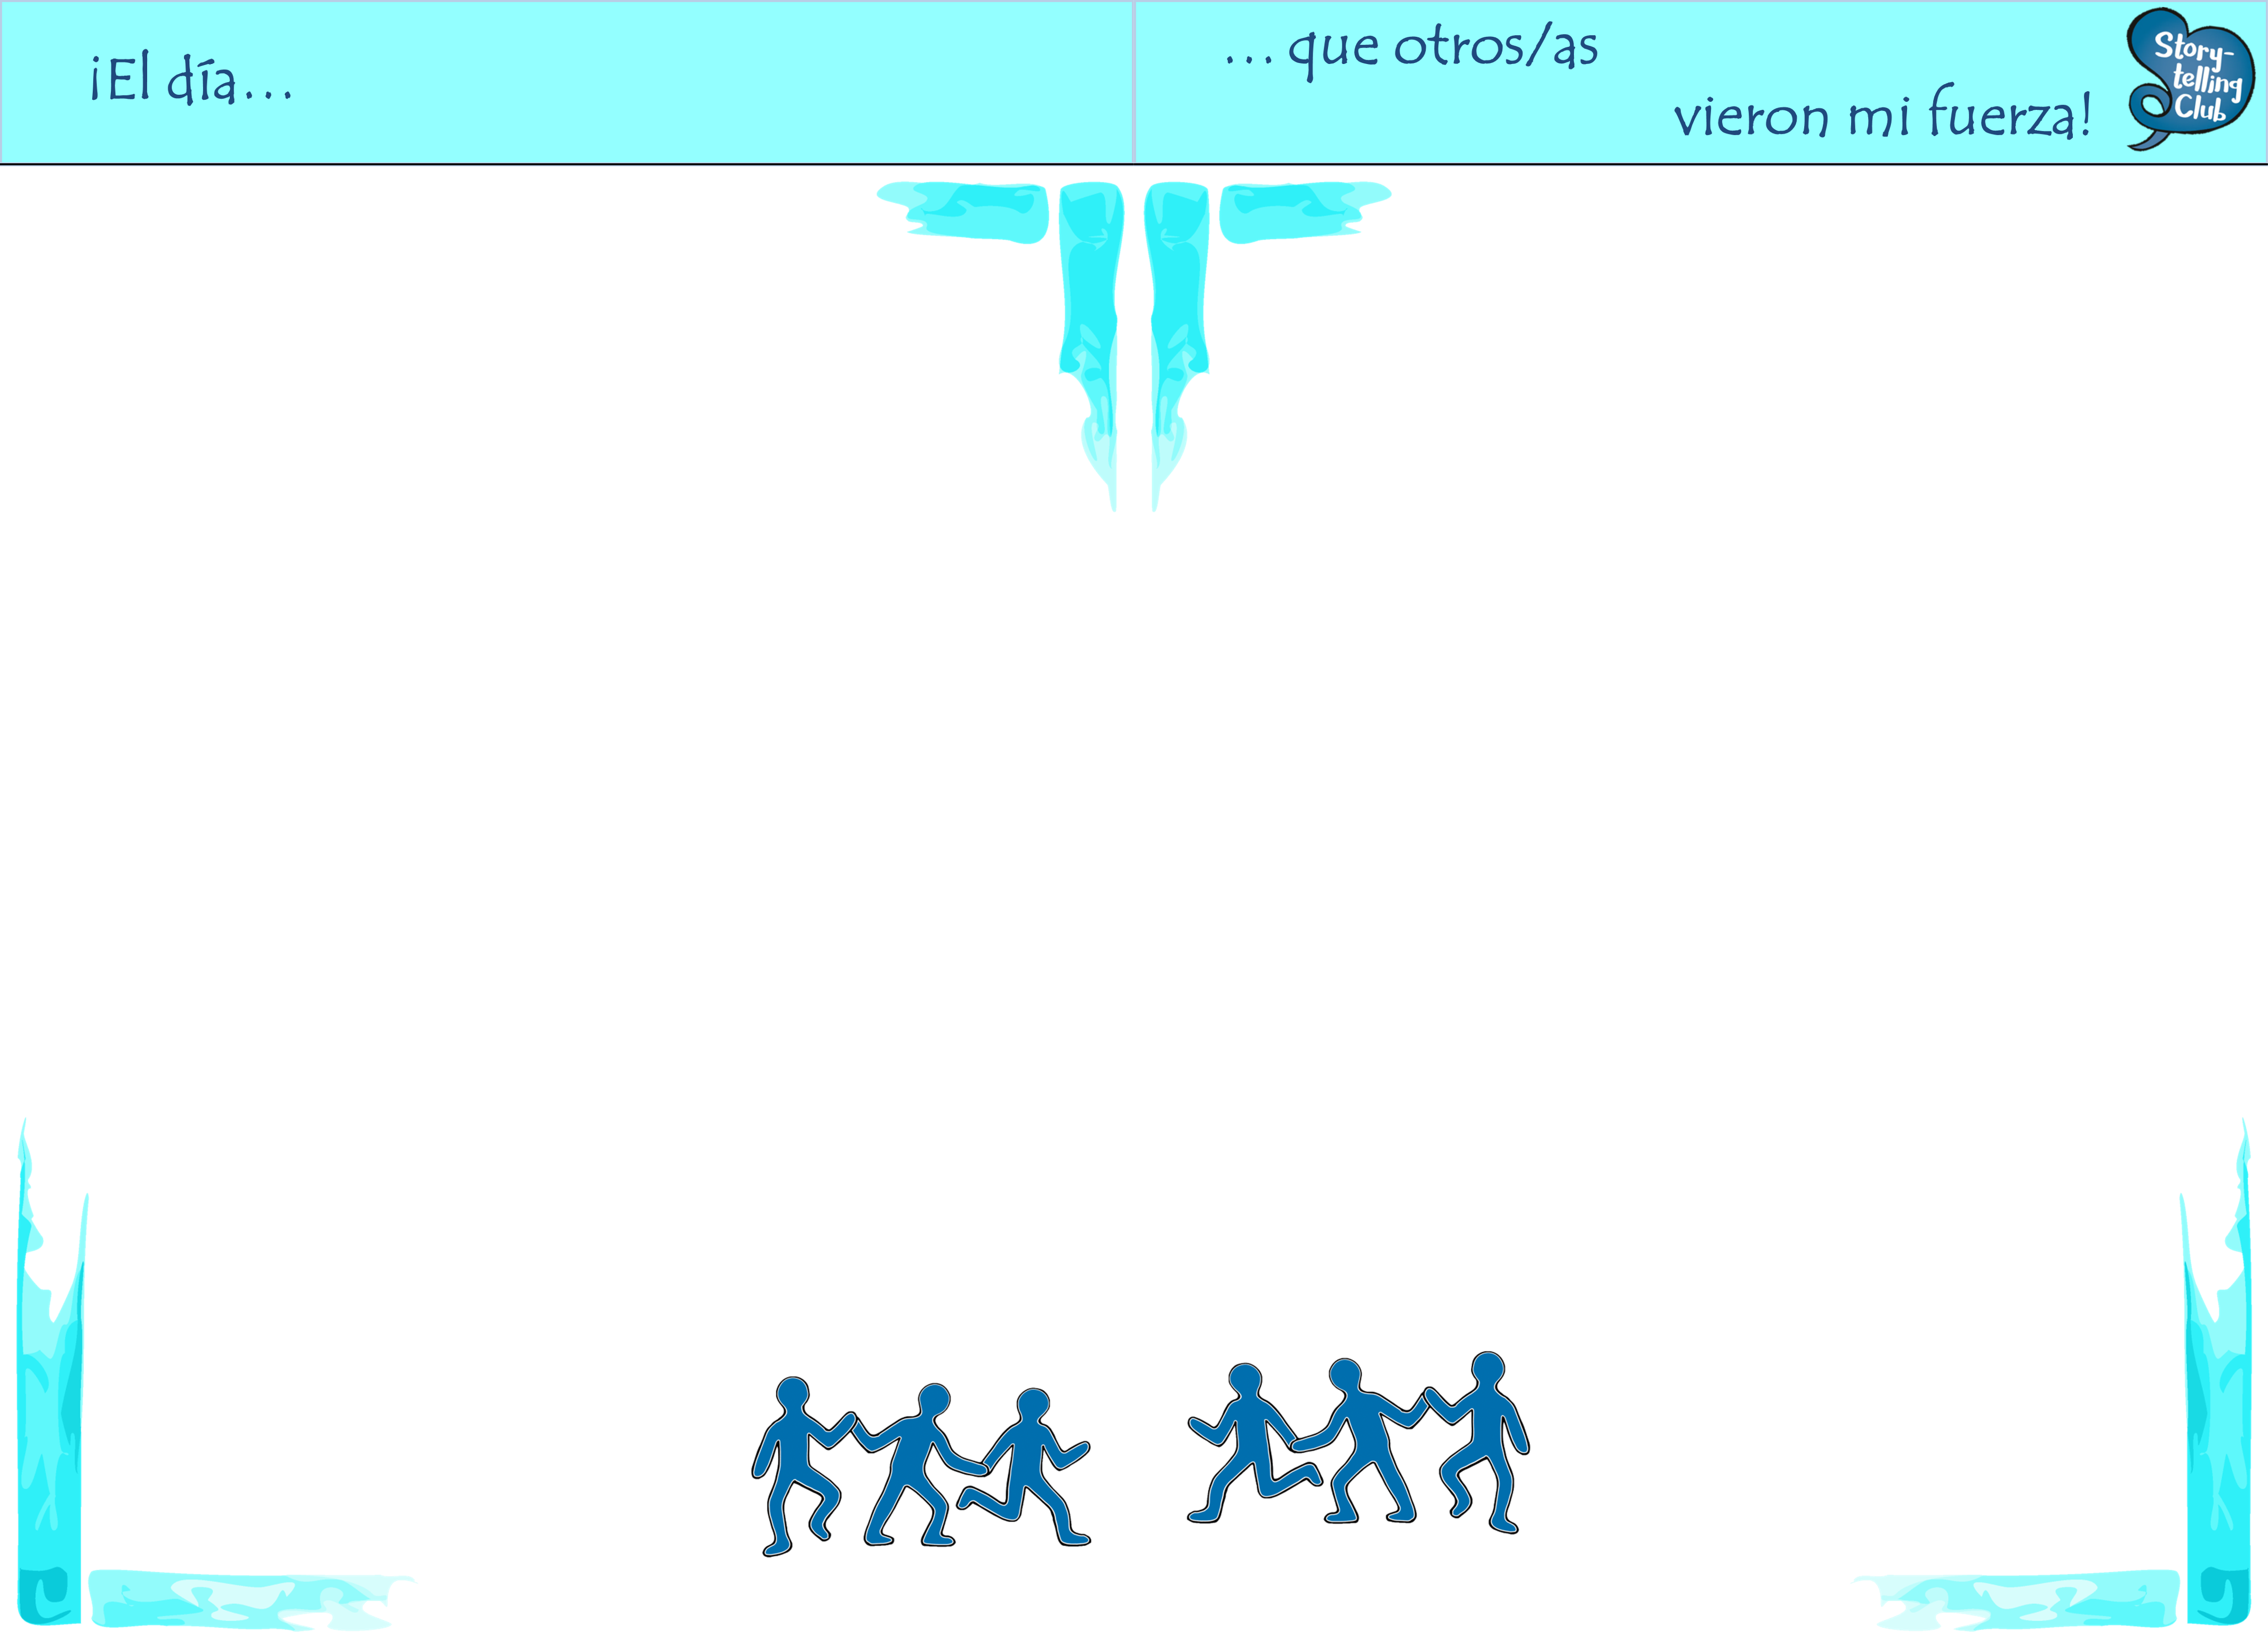 ¡El día...
... que otros/as
vieron mi fuerza!
Story-
telling
Club